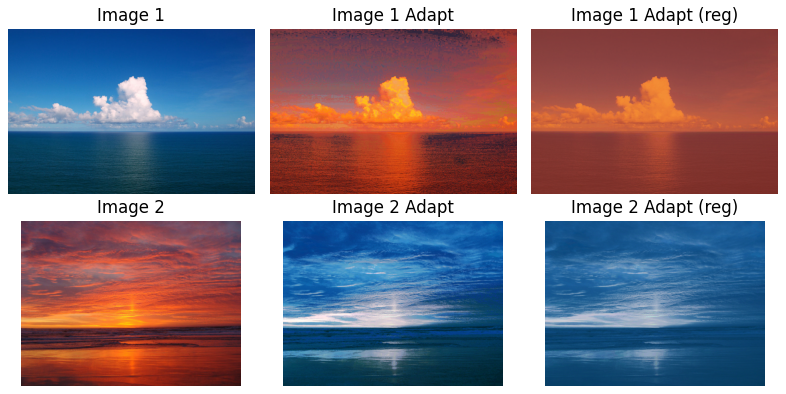 Image 1
Image 1 Adapt
Image 1 Adapt (reg)
Image 2
Image 2 Adapt
Image 2 Adapt (reg)